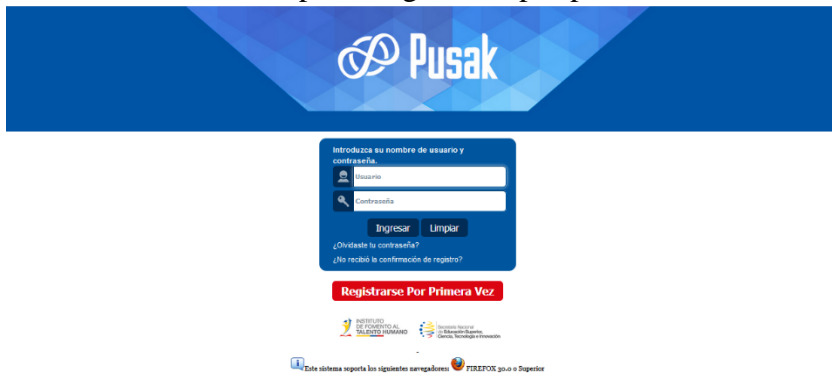 Pusak
Introduzca su nombre de usuario y
contraseña.
Usuario
Contraseña
Ingresar Limpiar
¿Olvidaste tu contraseña?
¿No recibió la confirmación de registro?
Registrarse Por Primera Vez
INSTITUTO
DE FOMENTO AL
TALENTO HUMANO
Secretaría Nacional
de Educación Superior,
Ciencia, Tecnología e Innovación
Este sistema soporta los siguientes navegadores: FIREFOX 30.0 o Superior